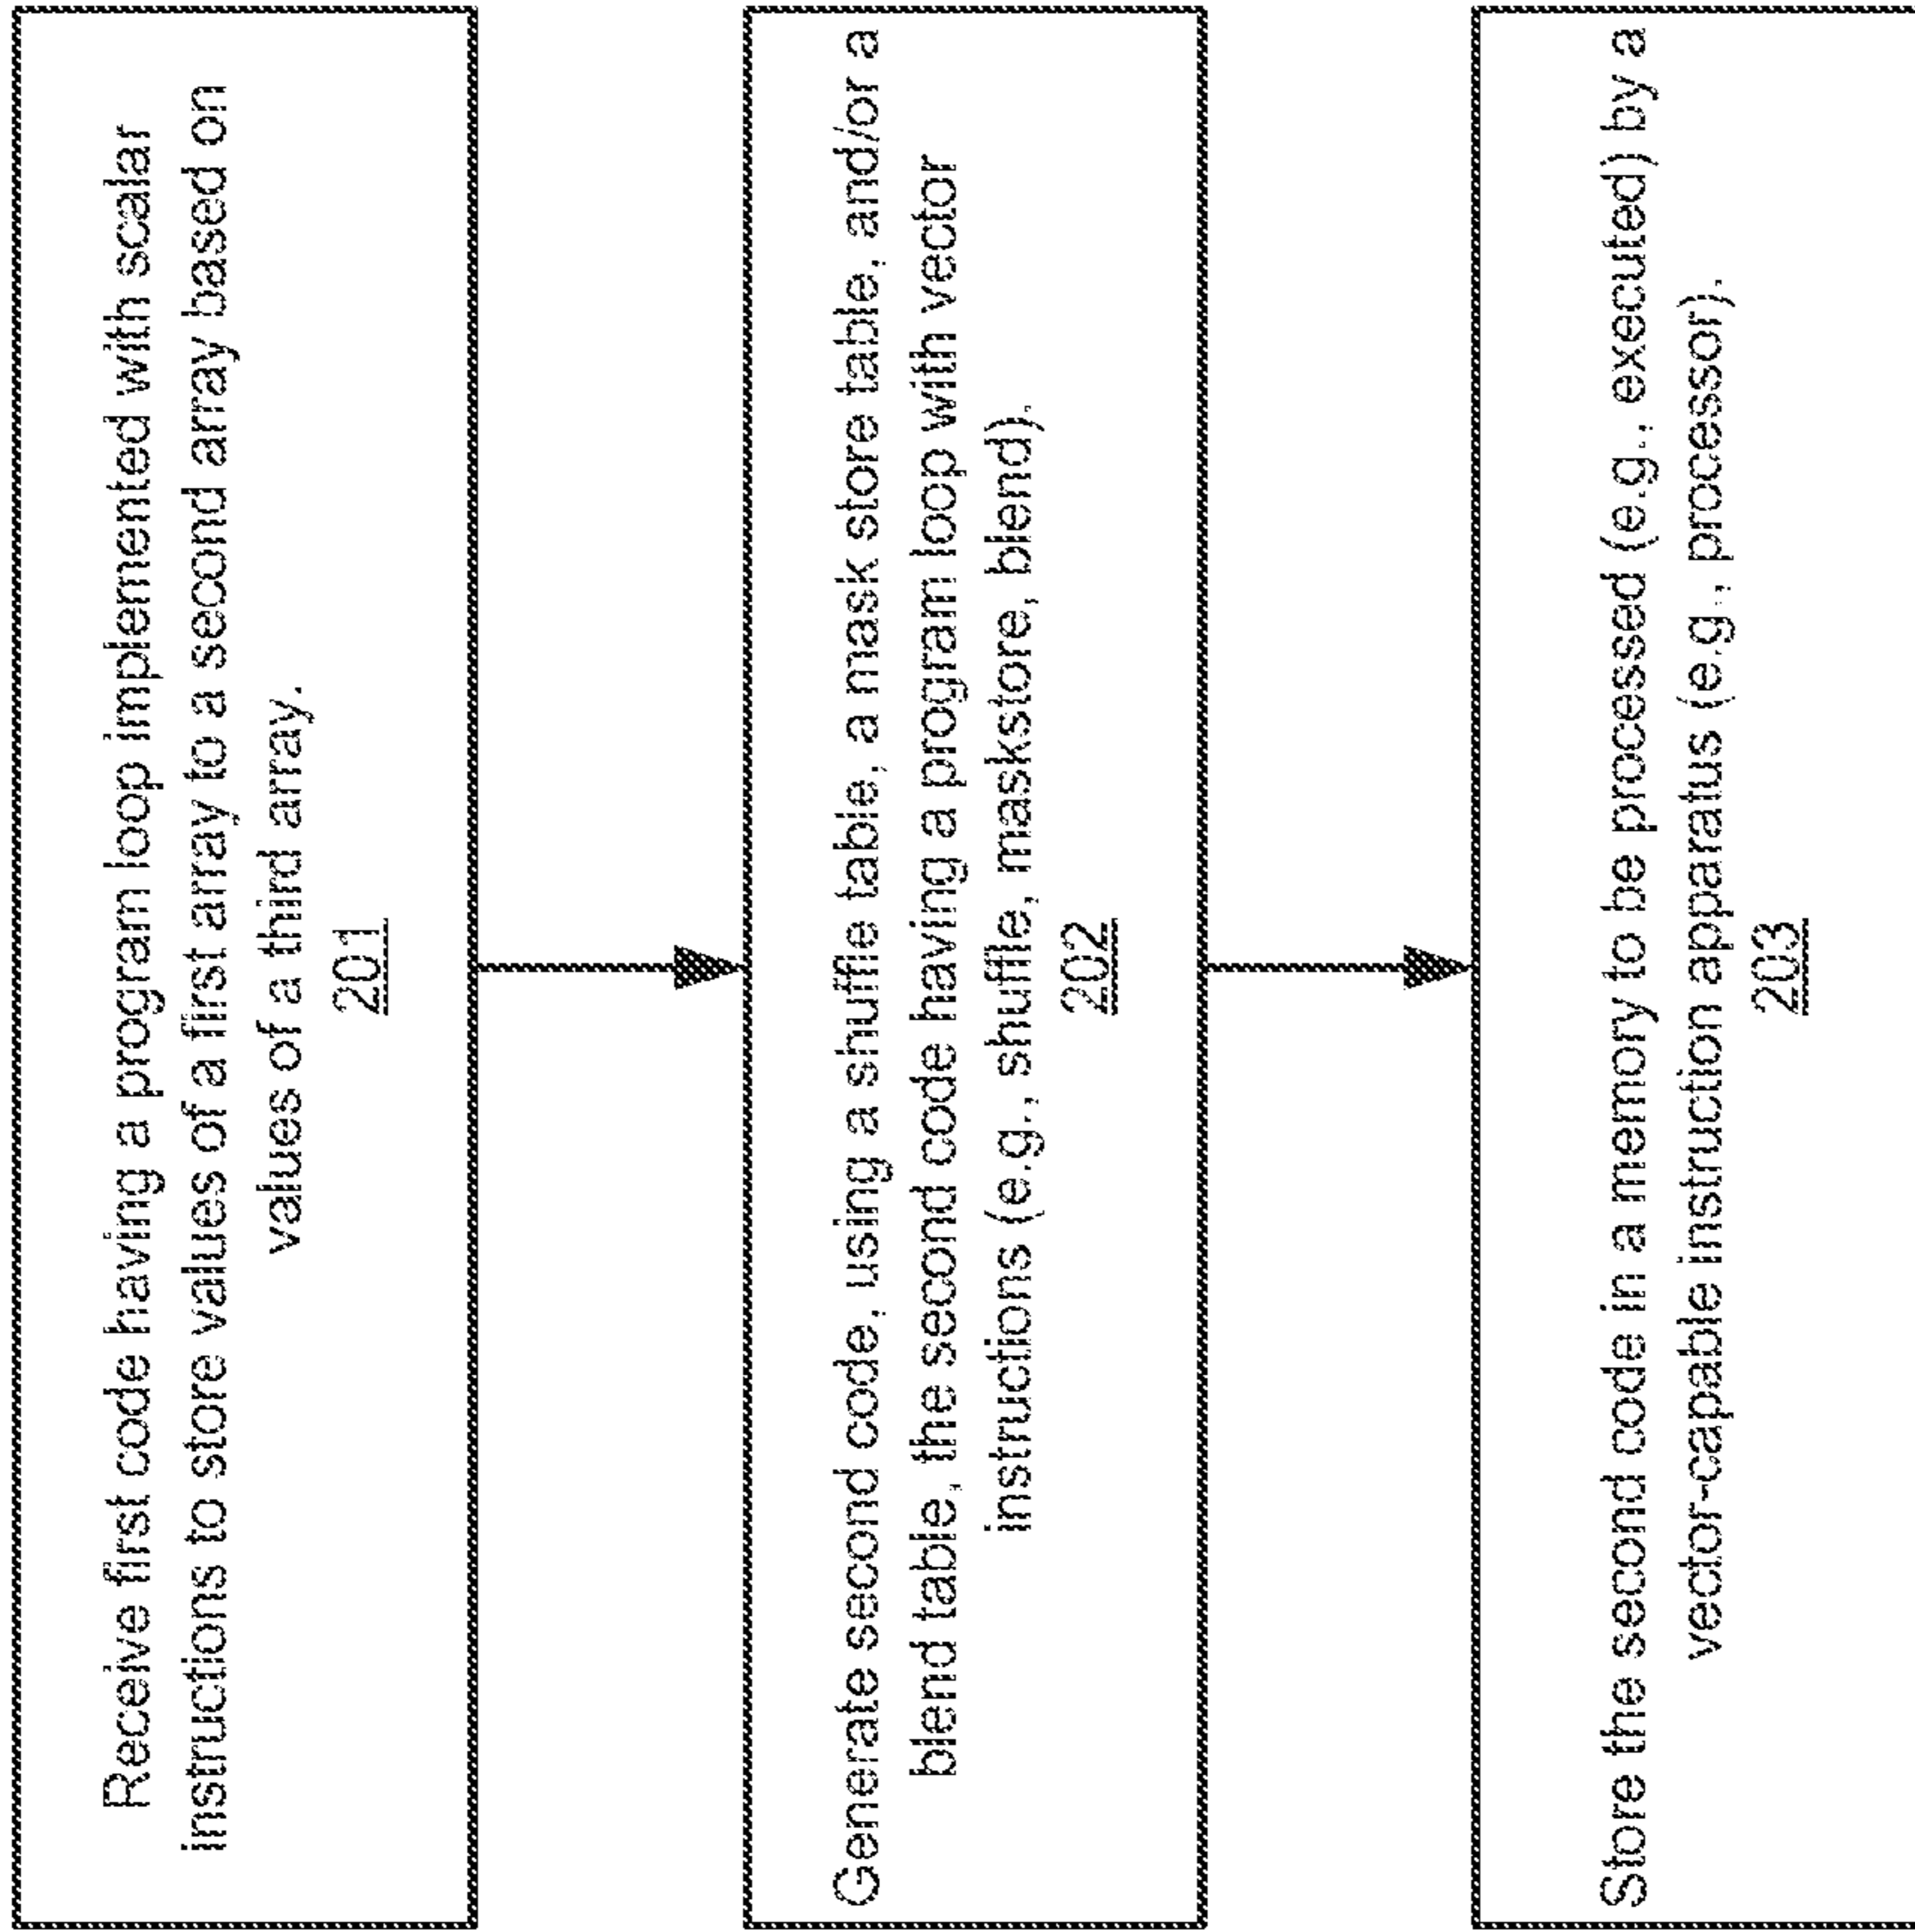 Receive first code having a program loop implemented with scalar
instructions to store values of a first array to a second array based on
values of a third array.
201
Generate second code, using a shuffle table, a mask store table, and/or a
blend table, the second code having a program loop with vector
instructions (e.g., shuffle, maskstore, blend).
202
Store the second code in a memory to be processed (e.g., executed) by a
vector-capable instruction apparatus (e.g., processor).
203